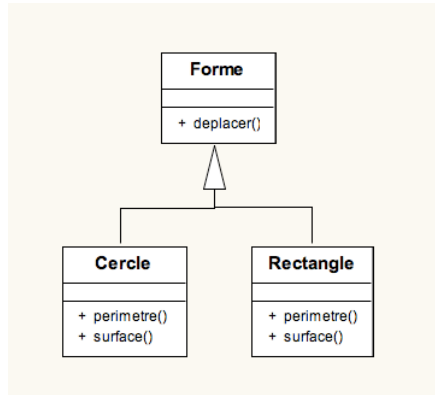 Forme
+ deplacer()
Cercle
+ perimetre()
+ surface()
Rectangle
+ perimetre()
+ surface()